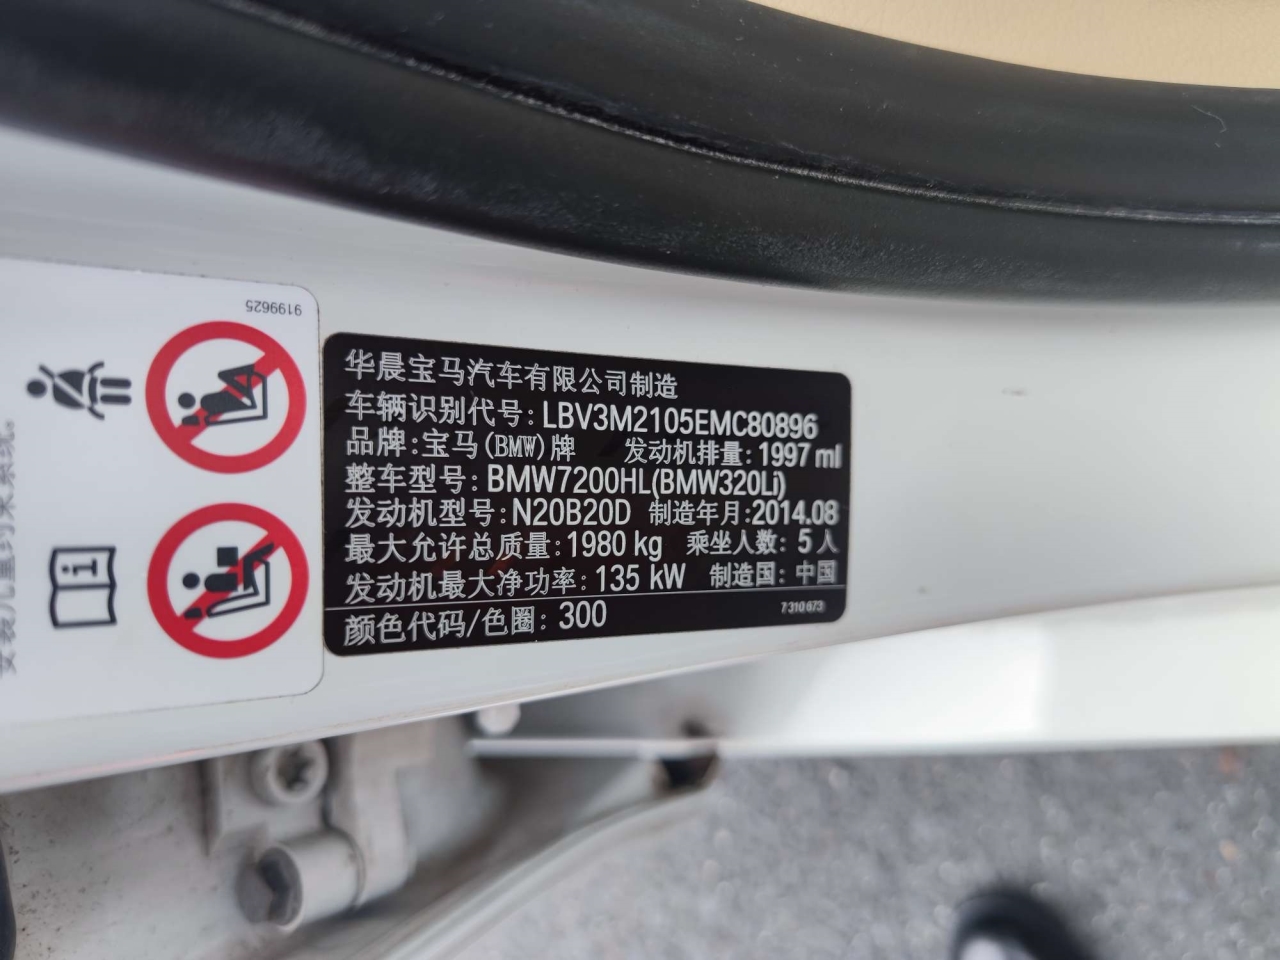 9199625
华晨宝马汽车有限公司制造
车辆识别代号: LBV3M2105EMC80896
品牌:宝马(BMW)牌 发动机排量: 1997 ml
整车型号: BMW7200HL(BMW320Li)
发动机型号: N20B20D 制造年月:2014.08
最大允许总质量: 1980 kg 乘坐人数: 5 人
发动机最大净功率: 135 kW 制造国: 中国
颜色代码/色圈: 300
7310673